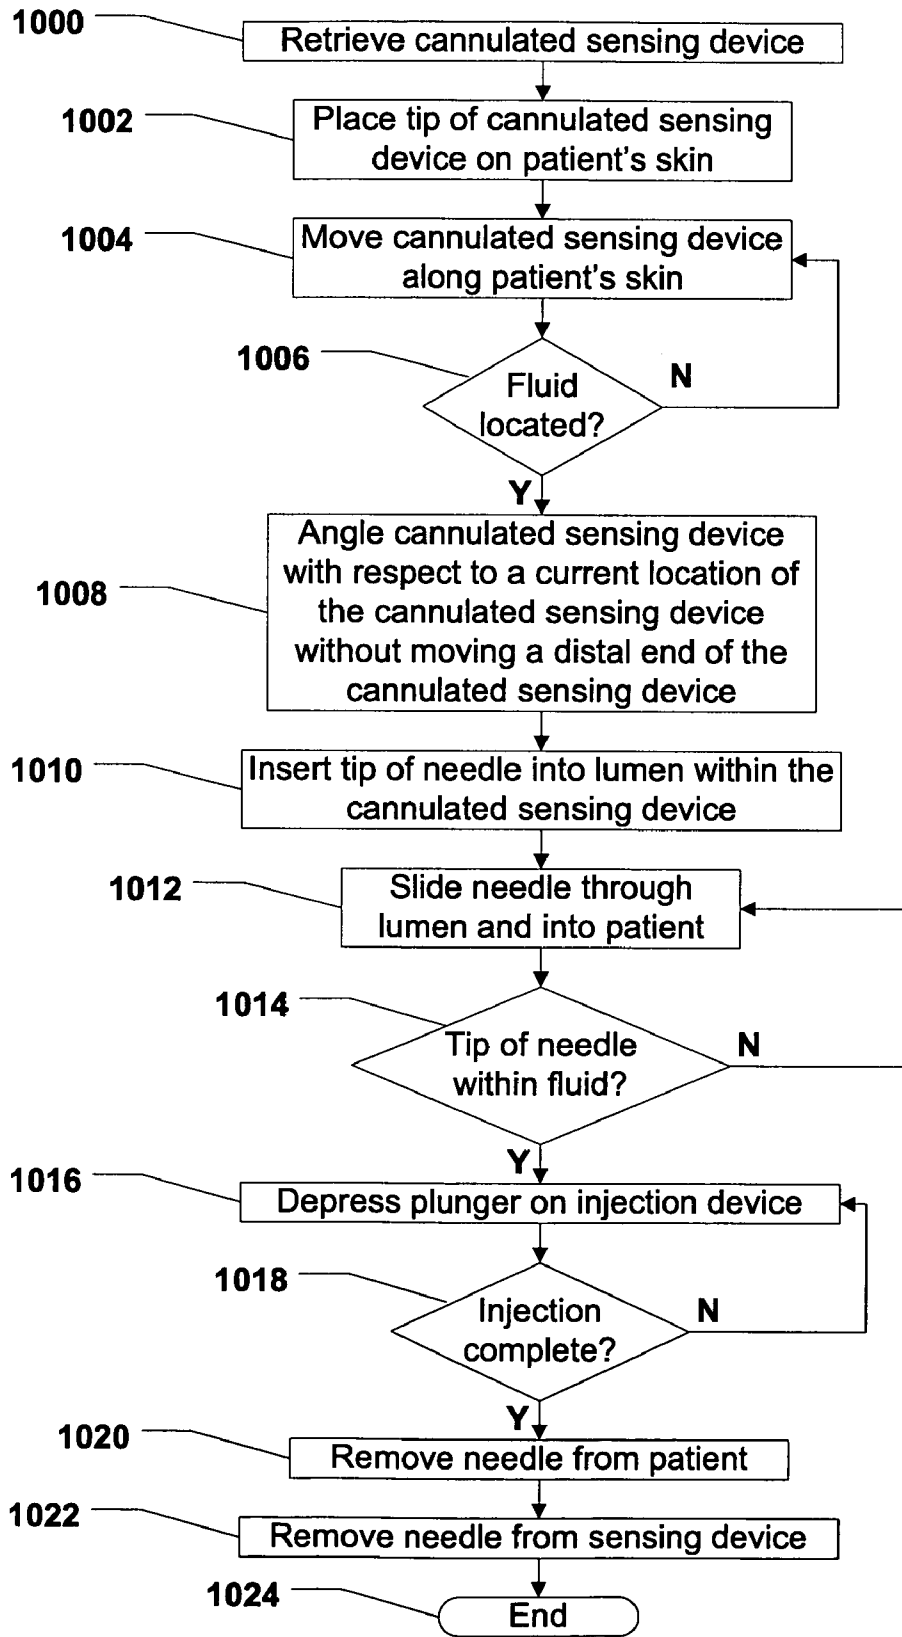 1000
Retrieve cannulated sensing device
1002
Place tip of cannulated sensing
device on patient's skin
1004
Move cannulated sensing device
along patient's skin
1006
Fluid
located?
N
Y
1008
Angle cannulated sensing device
with respect to a current location of
the cannulated sensing device
without moving a distal end of the
cannulated sensing device
1010
Insert tip of needle into lumen within the
cannulated sensing device
1012
Slide needle through
lumen and into patient
1014
Tip of needle
within fluid?
N
Y
1016
Depress plunger on injection device
1018
Injection
complete?
N
Y
1020
Remove needle from patient
1022
Remove needle from sensing device
1024
End